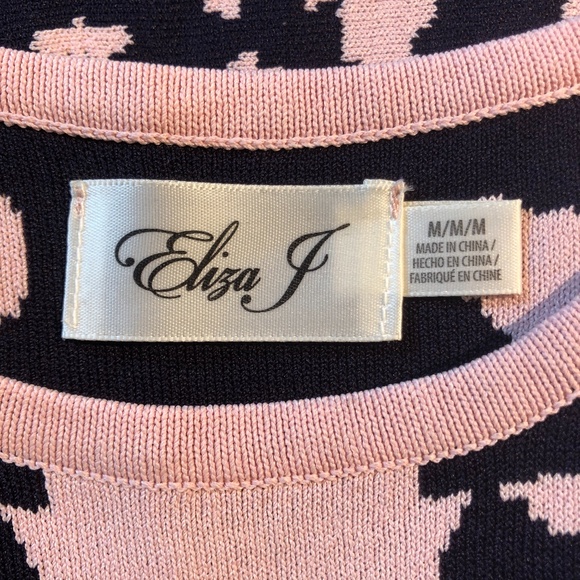 Eliza J
M/M/M
MADE IN CHINA /
HECHO EN CHINA /
FABRIQUÉ EN CHINE